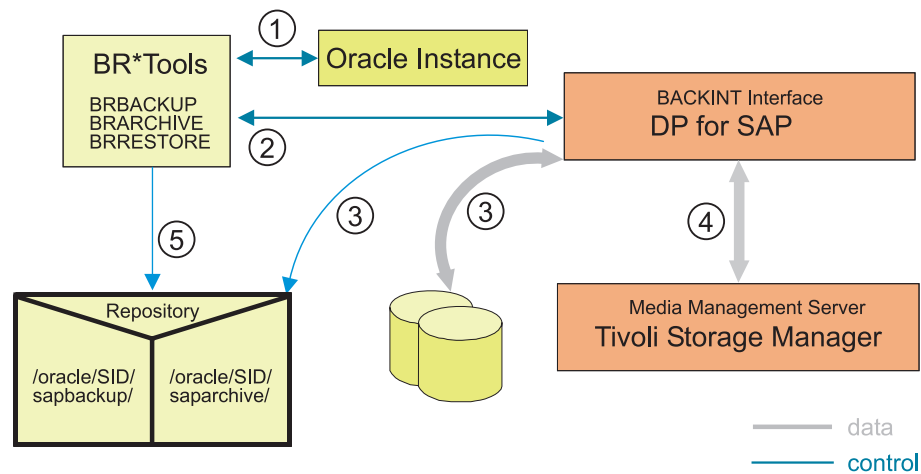 1
BR*Tools
BRBACKUP
BRARCHIVE
BRRESTORE
Oracle Instance
2
BACKINT Interface
DP for SAP
3
3
4
5
Repository
/oracle/SID/
sapbackup/
/oracle/SID/
saparchive/
Media Management Server
Tivoli Storage Manager
data
control